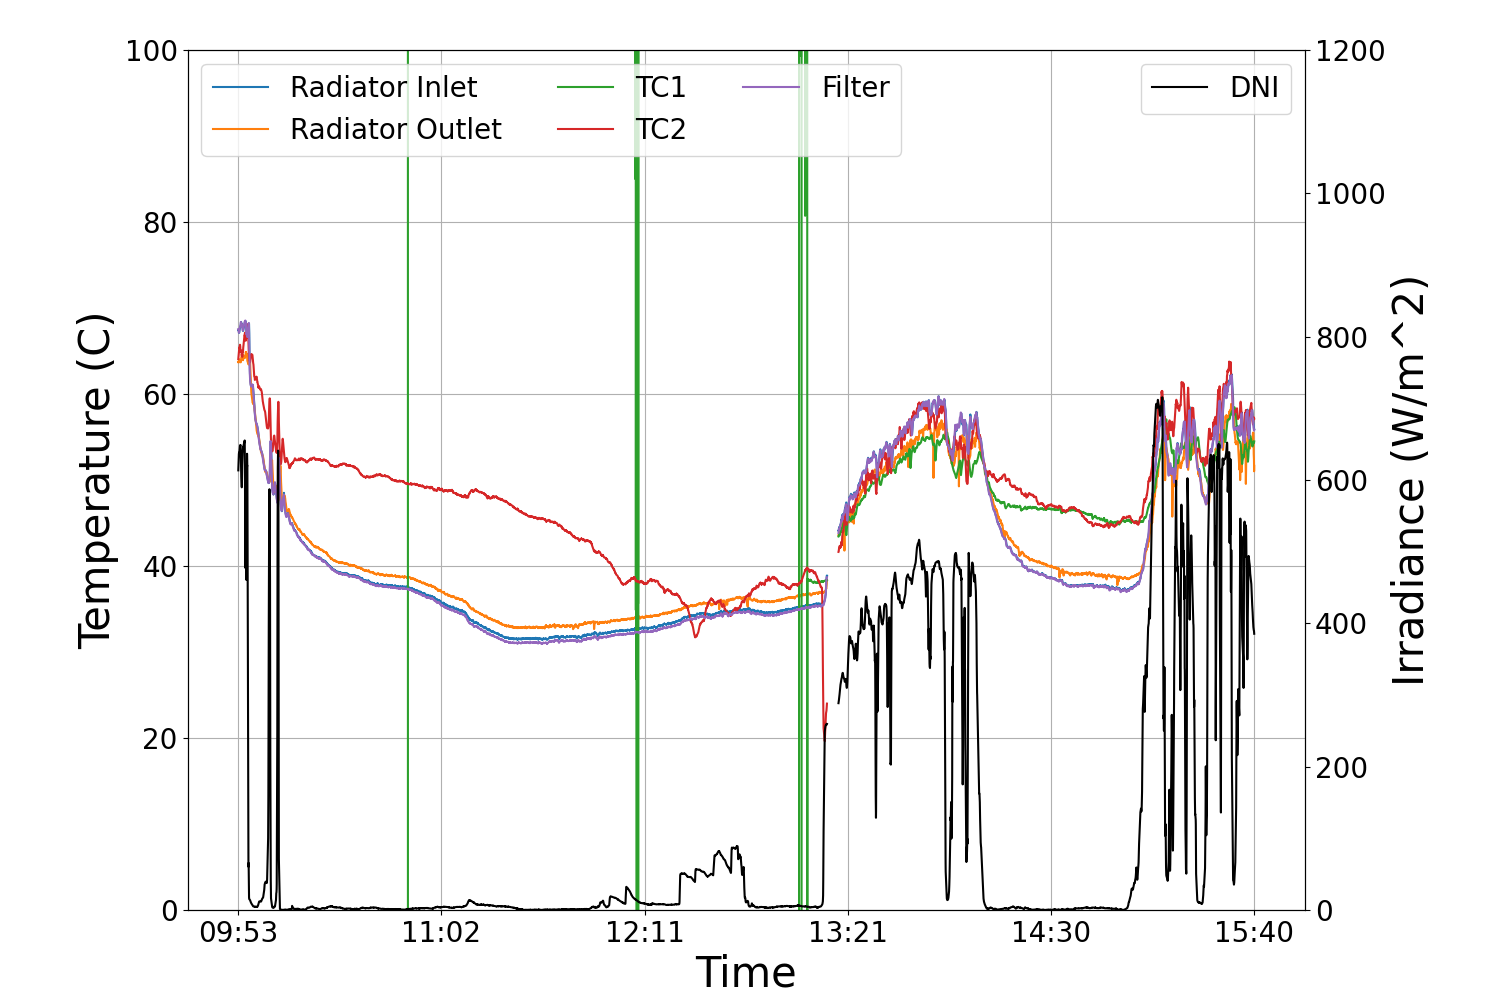 Radiator Inlet
Radiator Outlet
TC1
TC2
Filter
DNI
100
80
60
40
20
0
Temperature (C)
1200
1000
800
600
400
200
0
Irradiance (W/m^2)
09:53 11:02 12:11 13:21 14:30 15:40
Time